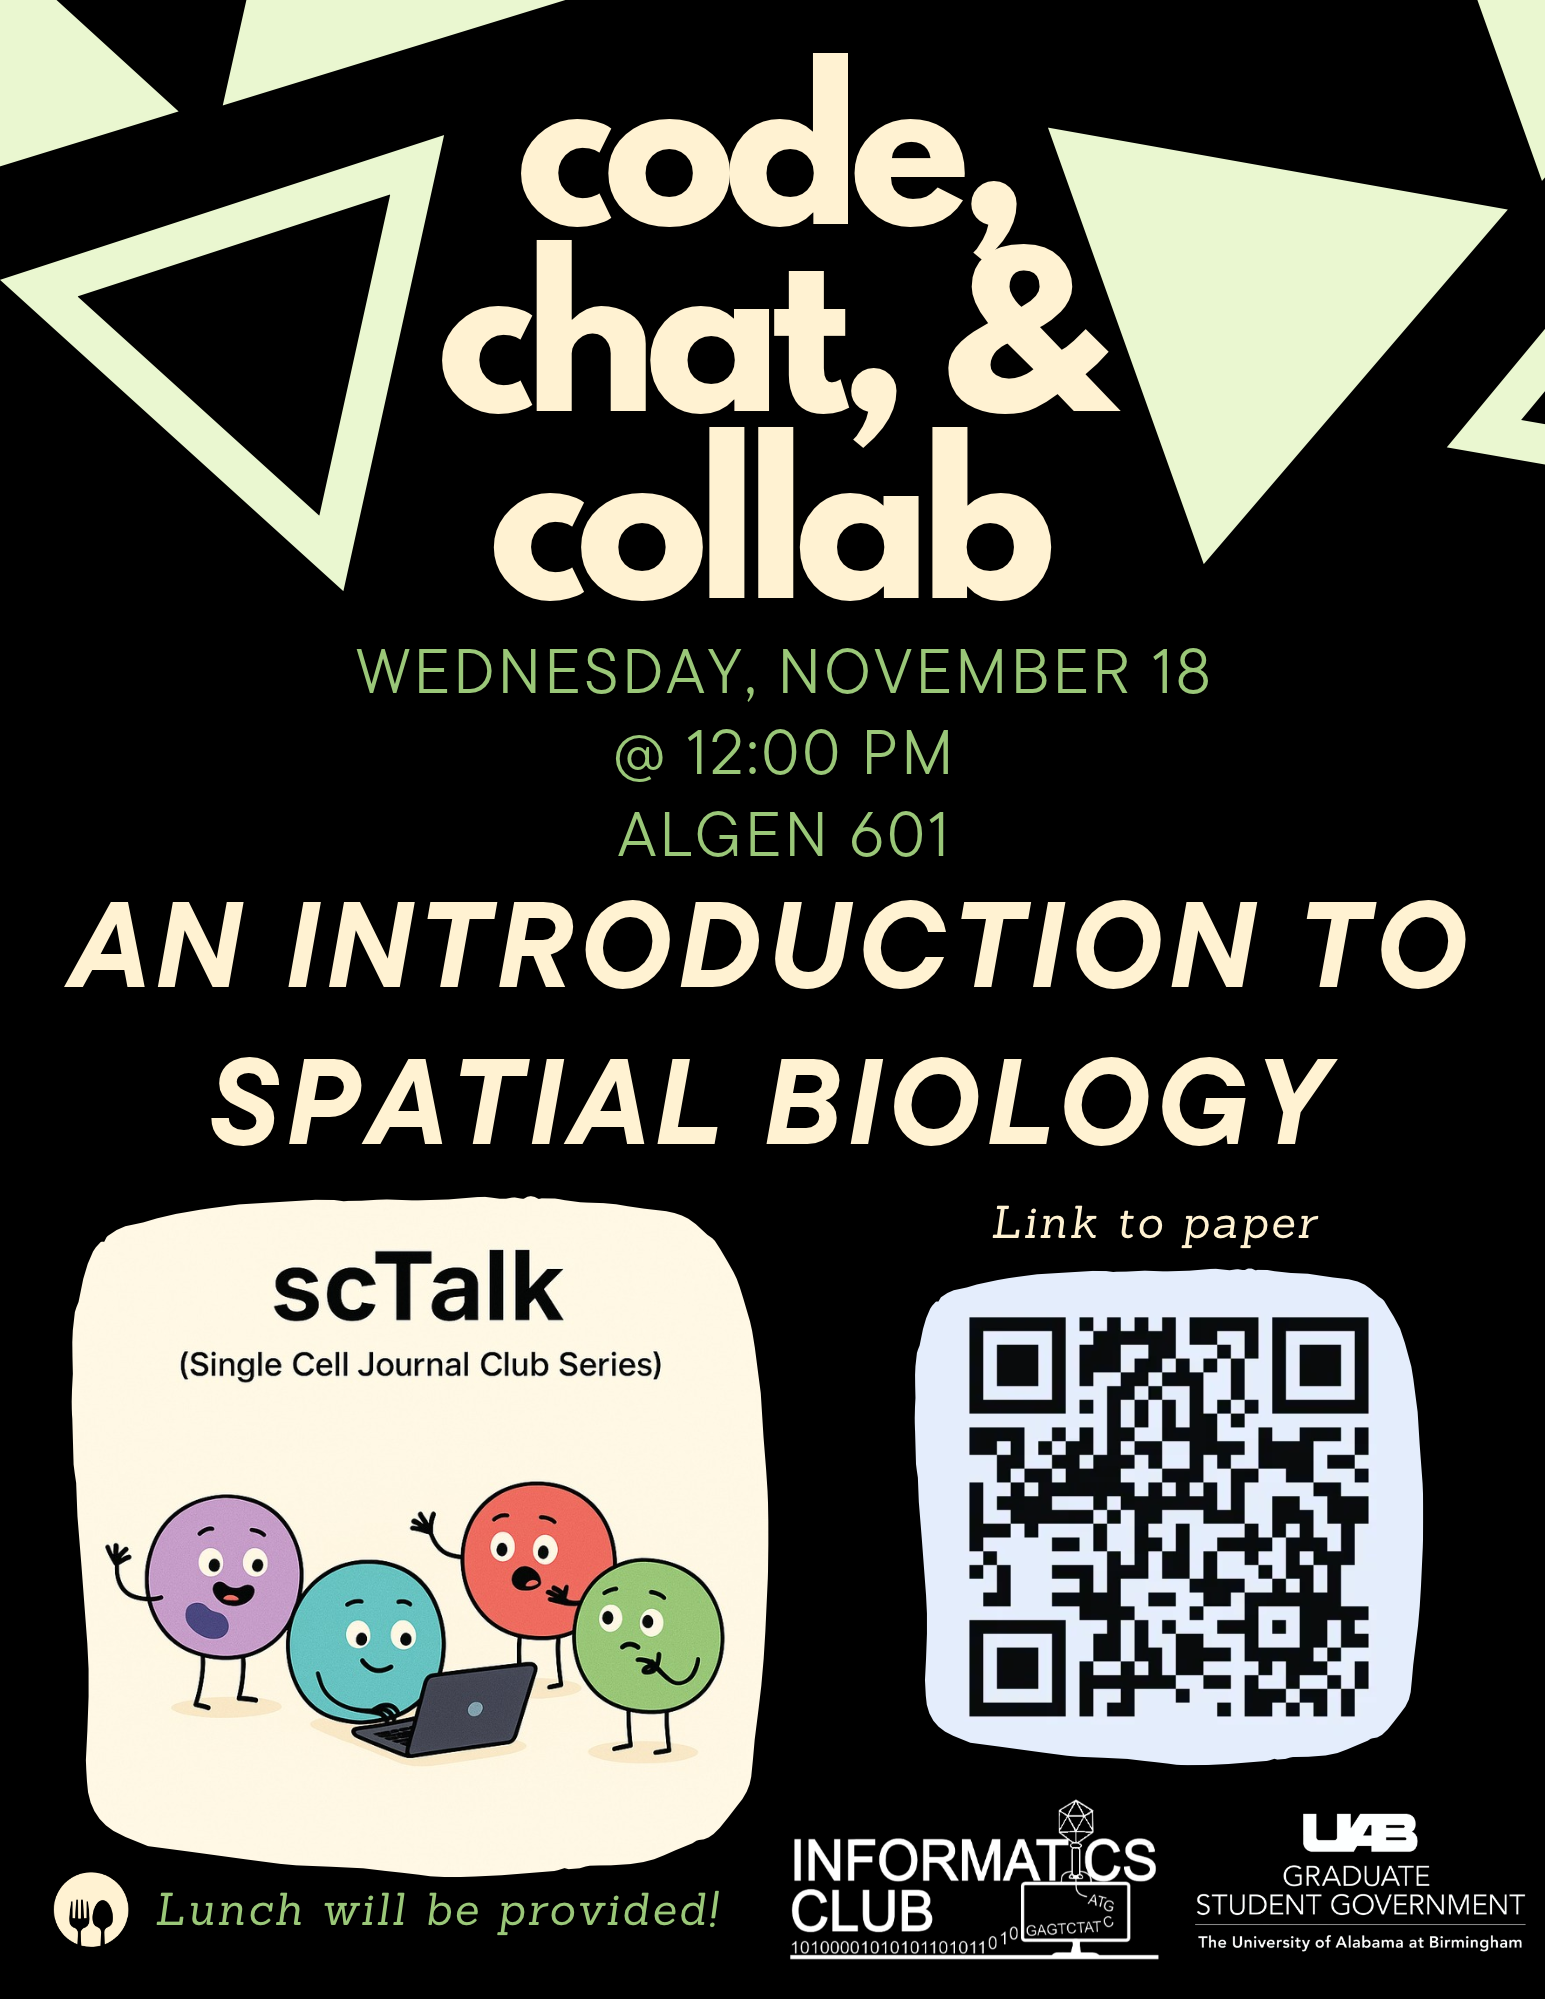 code,
chat, &
collab
WEDNESDAY, NOVEMBER 18
@ 12:00 PM
ALGEN 601
AN INTRODUCTION TO
SPATIAL BIOLOGY
scTalk
(Single Cell Journal Club Series)
Link to paper
Lunch will be provided!
INFORMATICS
CLUB
ATG
GAGTCTATC
1010000101010110101101010
UAB
GRADUATE
STUDENT GOVERNMENT
The University of Alabama at Birmingham